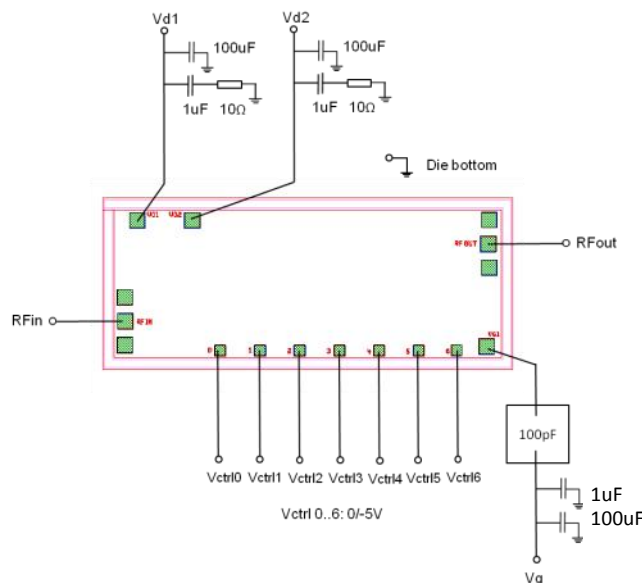 Vd1
Vd2
100uF
100uF
1uF 10Ω
1uF 10Ω
Die bottom
VD1 VD2
RF OUT
RFout
RFin
RF IN
VG1
0 1 2 3 4 5 6
100pF
Vctrl0 Vctrl1 Vctrl2 Vctrl3 Vctrl4 Vctrl5 Vctrl6
1uF
Vctrl 0..6: 0/-5V
100uF
Vg